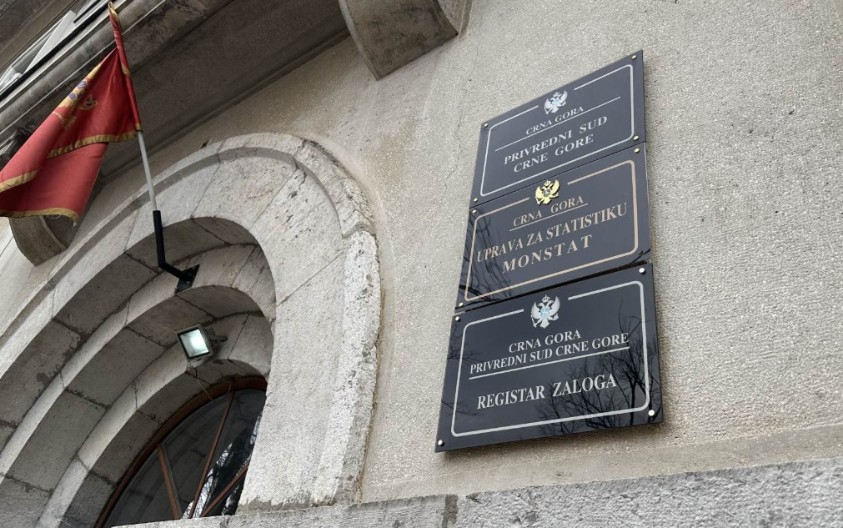 CRNA GORA
PRIVREDNI SUD
CRNE GORE
CRNA GORA
UPRAVA ZA STATISTIKU
MONSTAT
CRNA GORA
PRIVREDNI SUD CRNE GORE
REGISTAR ZALOGA